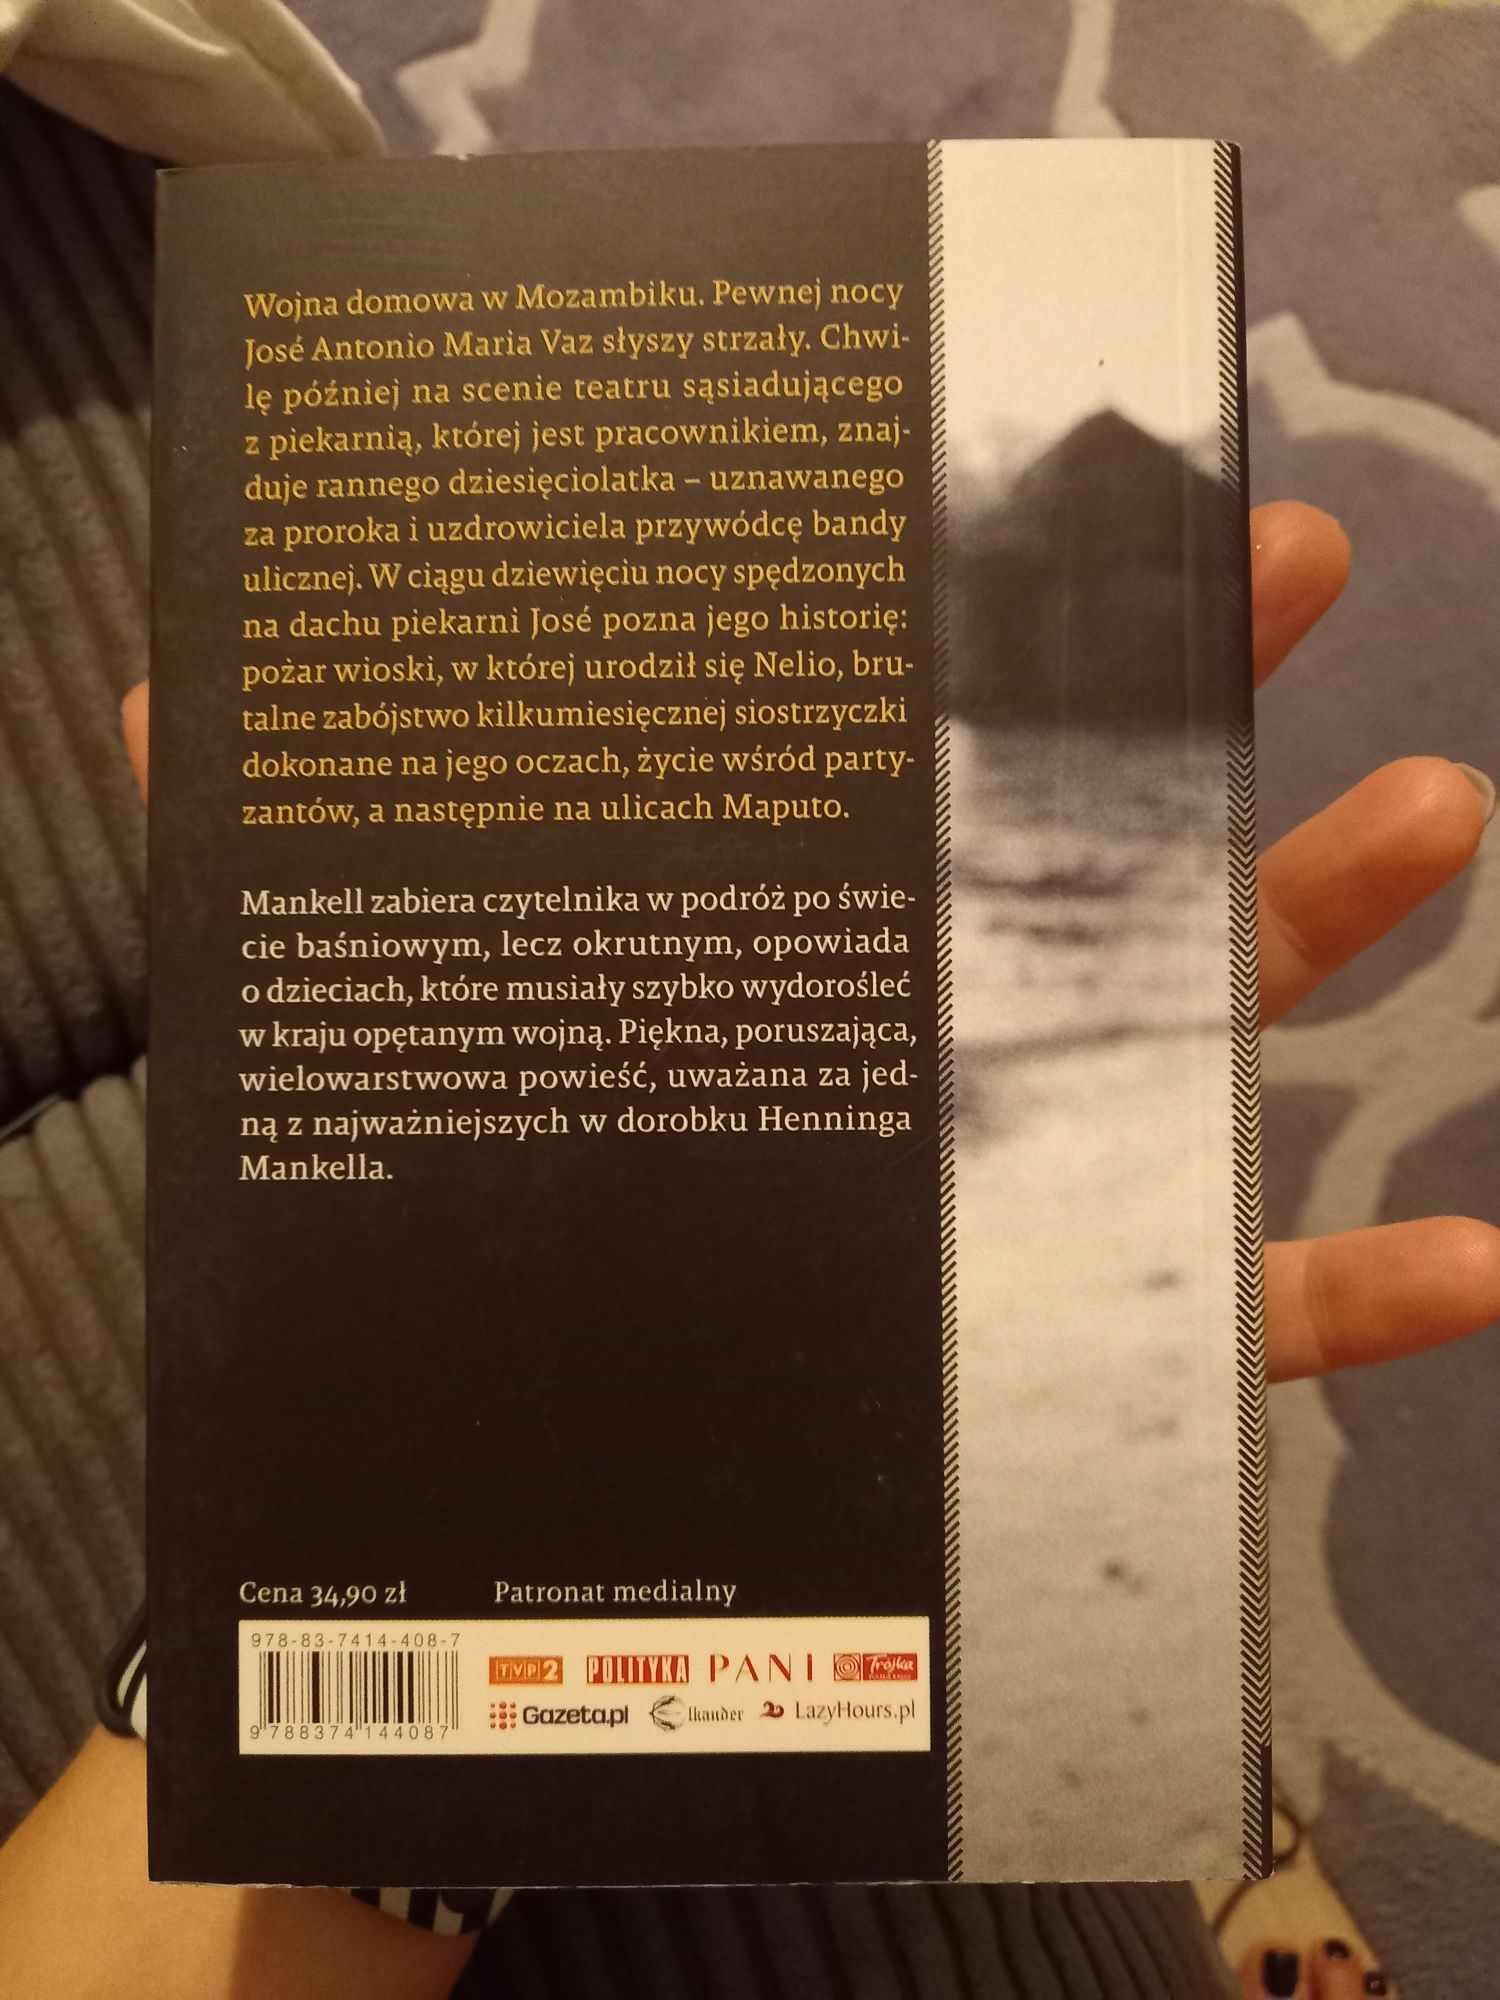 Wojna domowa w Mozambiku. Pewnej nocy
José Antonio Maria Vaz słyszy strzały. Chwi-
lę później na scenie teatru sąsiadującego
z piekarnią, której jest pracownikiem, znaj-
duje rannego dziesięciolatka – uznawanego
za proroka i uzdrowiciela przywódcę bandy
ulicznej. W ciągu dziewięciu nocy spędzonych
na dachu piekarni José pozna jego historię:
pożar wioski, w której urodził się Nelio, bru-
talne zabójstwo kilkumiesięcznej siostrzyczki
dokonane na jego oczach, życie wśród party-
zantów, a następnie na ulicach Maputo.
Mankell zabiera czytelnika w podróż po świe-
cie baśniowym, lecz okrutnym, opowiada
o dzieciach, które musiały szybko wydorośleć
w kraju opętanym wojną. Piękna, poruszająca,
wielowarstwowa powieść, uważana za jed-
ną z najważniejszych w dorobku Henninga
Mankella.
Cena 34,90 zł
Patronat medialny
978-83-7414-408-7
9 788374 144087
TVP2 POLITYKA PANI Trójka
Gazeta.pl Ikander LazyHours.pl